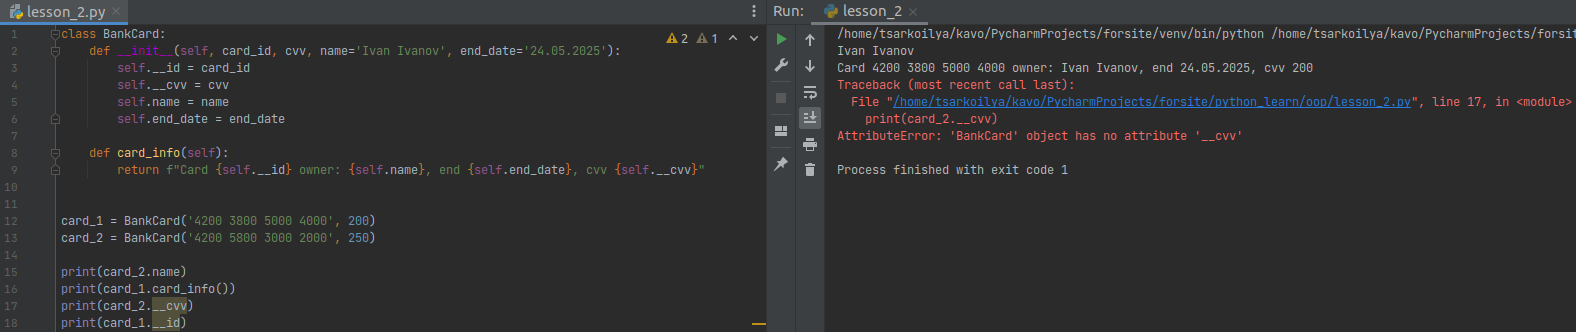 lesson_2.py
Run: lesson_2
2 1
1 class BankCard:
2 def __init__(self, card_id, cvv, name='Ivan Ivanov', end_date='24.05.2025'):
3 self.__id = card_id
4 self.__cvv = cvv
5 self.name = name
6 self.end_date = end_date
7
8 def card_info(self):
9 return f"Card {self.__id} owner: {self.name}, end {self.end_date}, cvv {self.__cvv}"
10
11
12 card_1 = BankCard('4200 3800 5000 4000', 200)
13 card_2 = BankCard('4200 5800 3000 2000', 250)
14
15 print(card_2.name)
16 print(card_1.card_info())
17 print(card_2.__cvv)
18 print(card_1.__id)
/home/tsarkoilya/kavo/PycharmProjects/forsite/venv/bin/python /home/tsarkoilya/kavo/PycharmProjects/fors
Ivan Ivanov
Card 4200 3800 5000 4000 owner: Ivan Ivanov, end 24.05.2025, cvv 200
Traceback (most recent call last):
File "/home/tsarkoilya/kavo/PycharmProjects/forsite/python_learn/oop/lesson_2.py", line 17, in <module>
print(card_2.__cvv)
AttributeError: 'BankCard' object has no attribute '__cvv'
Process finished with exit code 1